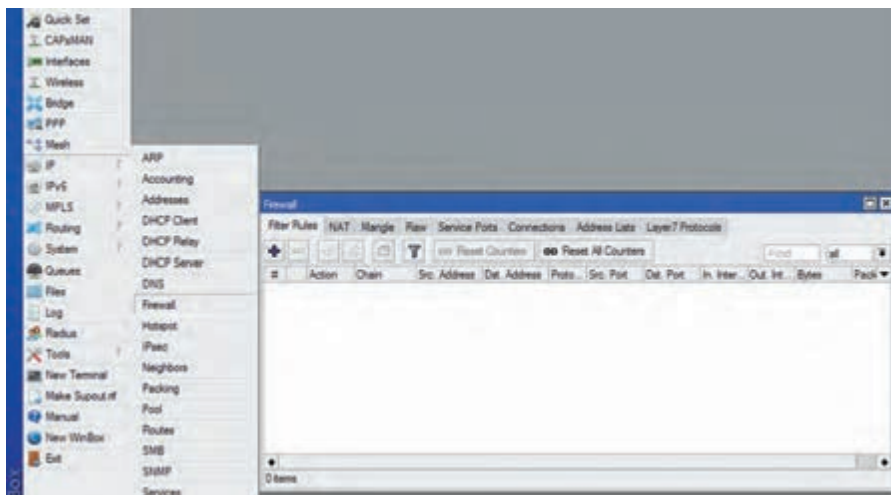 Quick Set
CAPsMAN
Interfaces
Wireless
Bridge
PPP
Mesh
IP
IPv6
MPLS
Routing
System
Queues
Files
Log
Radius
Tools
New Terminal
Make Supout.rif
Manual
New WinBox
Exit
ARP
Accounting
Addresses
DHCP Client
DHCP Relay
DHCP Server
DNS
Firewall
Hotspot
IPsec
Neighbors
Packing
Pool
Routes
SMB
SNMP
Services
Firewall
Filter Rules NAT Mangle Raw Service Ports Connections Address Lists Layer7 Protocols
Reset Counters 00 Reset All Counters Find all
# Action Chain Src. Address Dst. Address Proto... Src. Port Dst. Port In. Inter... Out. Int... Bytes Pack
0 items